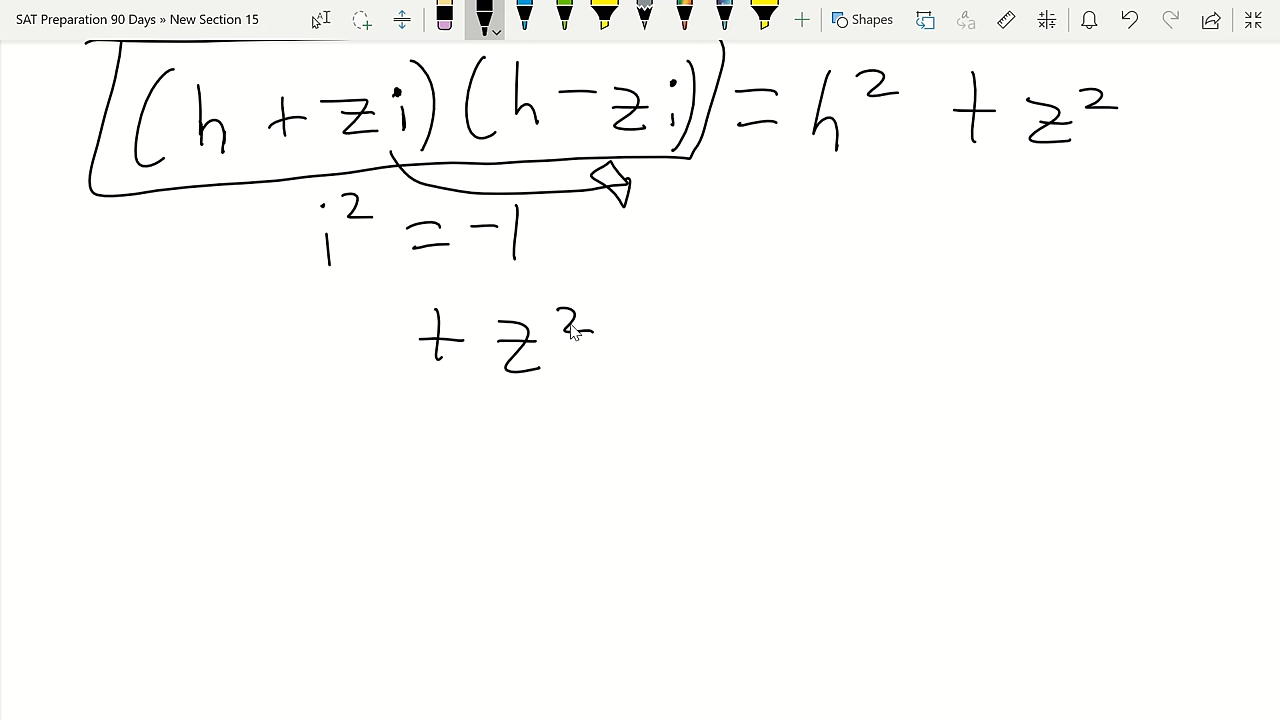 SAT Preparation 90 Days » New Section 15
Shapes
(h + zi)(h - zi) = h² + z²
i² = -1
+ z²